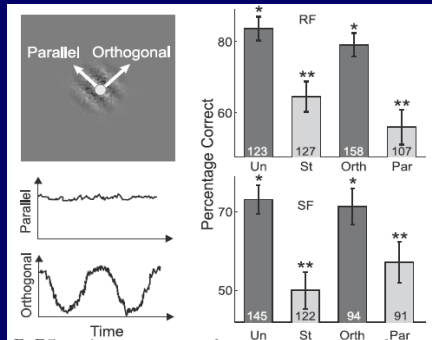 Parallel Orthogonal
Parallel
Orthogonal
Time
Percentage Correct
RF
80
60
* ** * **
123 127 158 107
Un St Orth Par
SF
70
50
* ** * **
145 122 94 91
Un St Orth Par